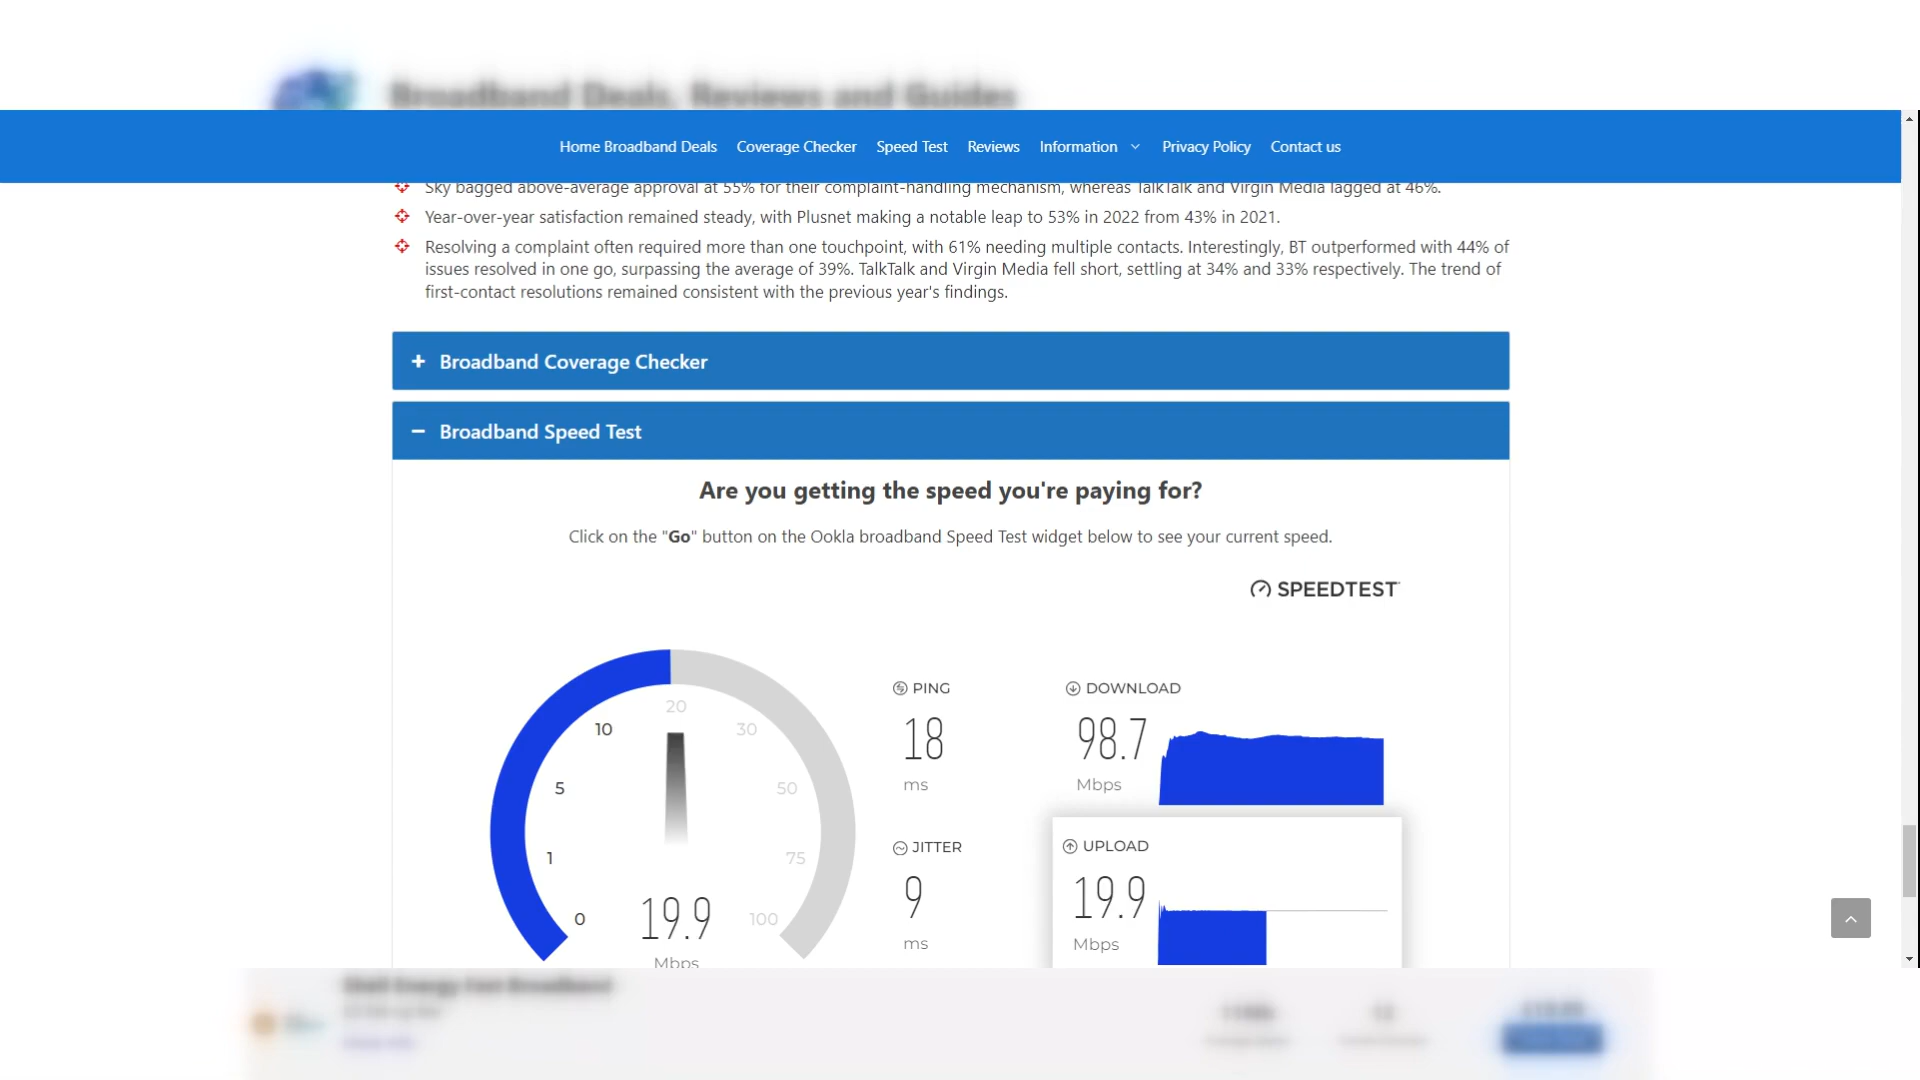 Broadband Deals, Reviews and Guides
Home Broadband Deals Coverage Checker Speed Test Reviews Information Privacy Policy Contact us
Sky bagged above-average approval at 55% for their complaint-handling mechanism, whereas TalkTalk and Virgin Media lagged at 46%.
Year-over-year satisfaction remained steady, with Plusnet making a notable leap to 53% in 2022 from 43% in 2021.
Resolving a complaint often required more than one touchpoint, with 61% needing multiple contacts. Interestingly, BT outperformed with 44% of
issues resolved in one go, surpassing the average of 39%. TalkTalk and Virgin Media fell short, settling at 34% and 33% respectively. The trend of
first-contact resolutions remained consistent with the previous year's findings.
+ Broadband Coverage Checker
− Broadband Speed Test
Are you getting the speed you're paying for?
Click on the "Go" button on the Ookla broadband Speed Test widget below to see your current speed.
SPEEDTEST
PING
18
ms
DOWNLOAD
98.7
Mbps
JITTER
9
ms
UPLOAD
19.9
Mbps
0
1
5
10
20
30
50
75
100
19.9
Mbps